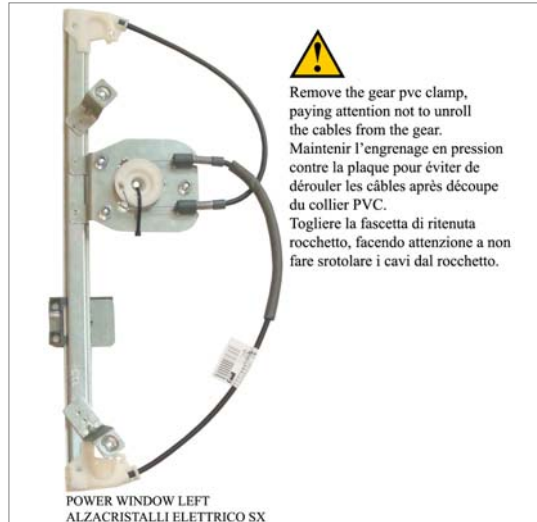 Remove the gear pvc clamp,
paying attention not to unroll
the cables from the gear.
Maintenir l’engrenage en pression
contre la plaque pour éviter de
dérouler les câbles après découpe
du collier PVC.
Togliere la fascetta di ritenuta
rocchetto, facendo attenzione a non
fare srotolare i cavi dal rocchetto.
POWER WINDOW LEFT
ALZACRISTALLI ELETTRICO SX